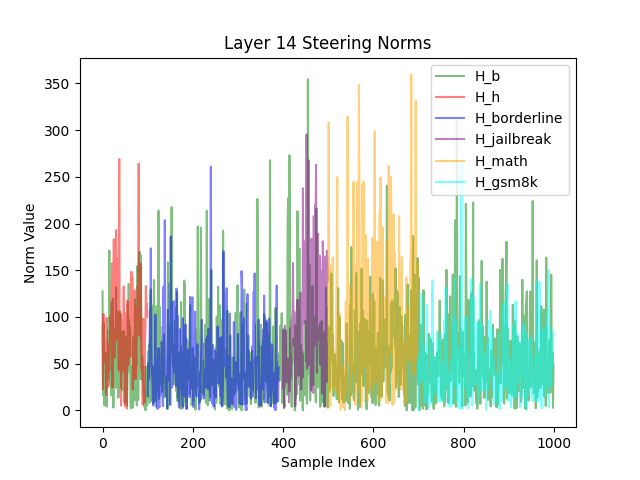 Layer 14 Steering Norms
Norm Value
350
300
250
200
150
100
50
0
H_b
H_h
H_borderline
H_jailbreak
H_math
H_gsm8k
0 200 400 600 800 1000
Sample Index